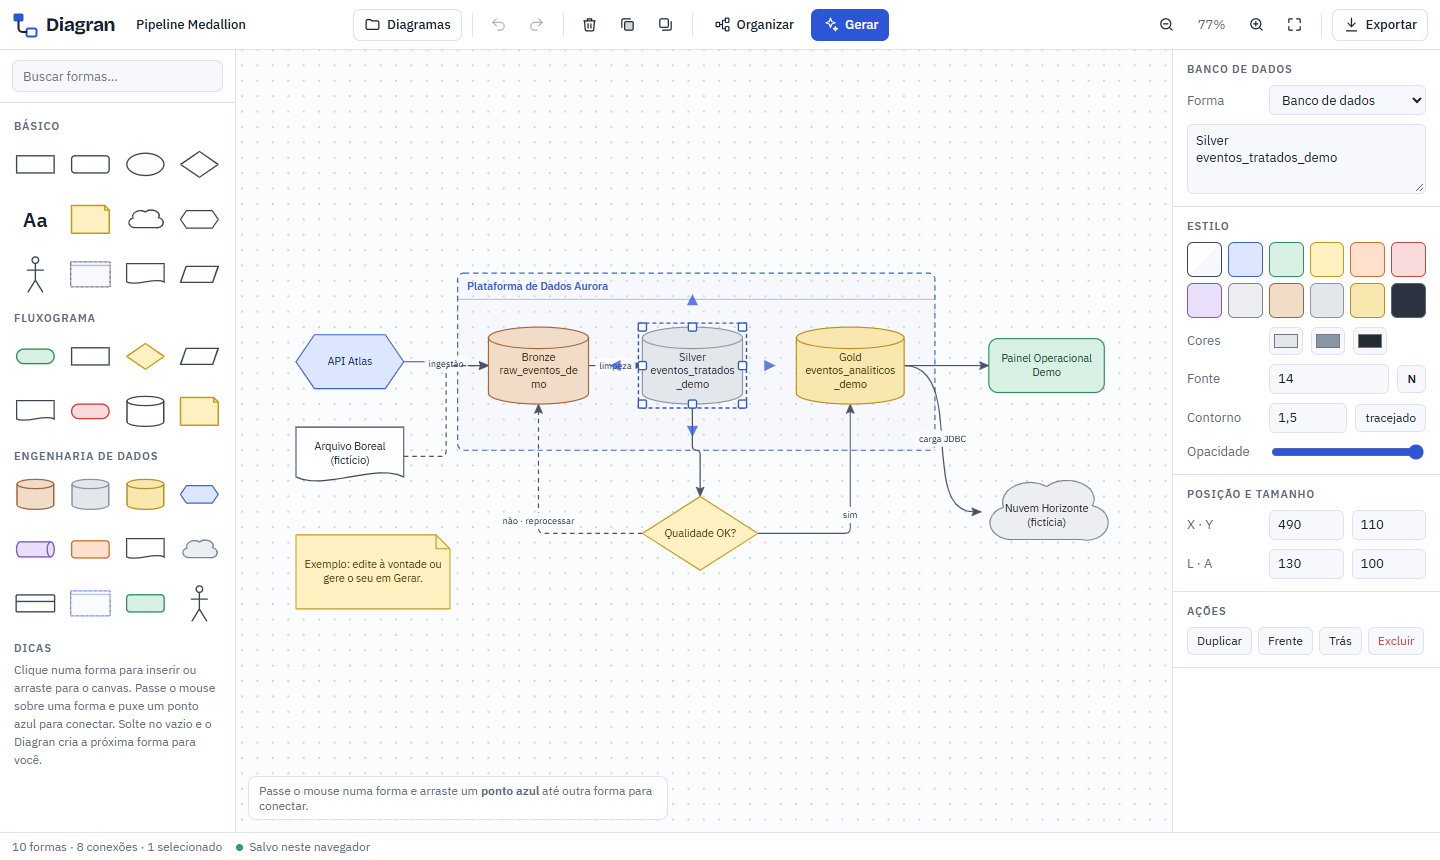 Diagran
Pipeline Medallion
Diagramas
Organizar
Gerar
77%
Exportar
Buscar formas...
BÁSICO
Aa
FLUXOGRAMA
ENGENHARIA DE DADOS
DICAS
Clique numa forma para inserir ou
arraste para o canvas. Passe o mouse
sobre uma forma e puxe um ponto
azul para conectar. Solte no vazio e o
Diagran cria a próxima forma para
você.
Plataforma de Dados Aurora
API Atlas
ingestão
Bronze
raw_eventos_de
mo
limpeza
Silver
eventos_tratados
_demo
Gold
eventos_analiticos
_demo
Painel Operacional
Demo
Arquivo Boreal
(fictício)
carga JDBC
não · reprocessar
Qualidade OK?
sim
Nuvem Horizonte
(fictícia)
Exemplo: edite à vontade ou
gere o seu em Gerar.
Passe o mouse numa forma e arraste um ponto azul até outra forma para
conectar.
BANCO DE DADOS
Forma
Banco de dados
Silver
eventos_tratados_demo
ESTILO
Cores
Fonte
14
N
Contorno
1,5
tracejado
Opacidade
POSIÇÃO E TAMANHO
X · Y
490
110
L · A
130
100
AÇÕES
Duplicar
Frente
Trás
Excluir
10 formas · 8 conexões · 1 selecionado
Salvo neste navegador